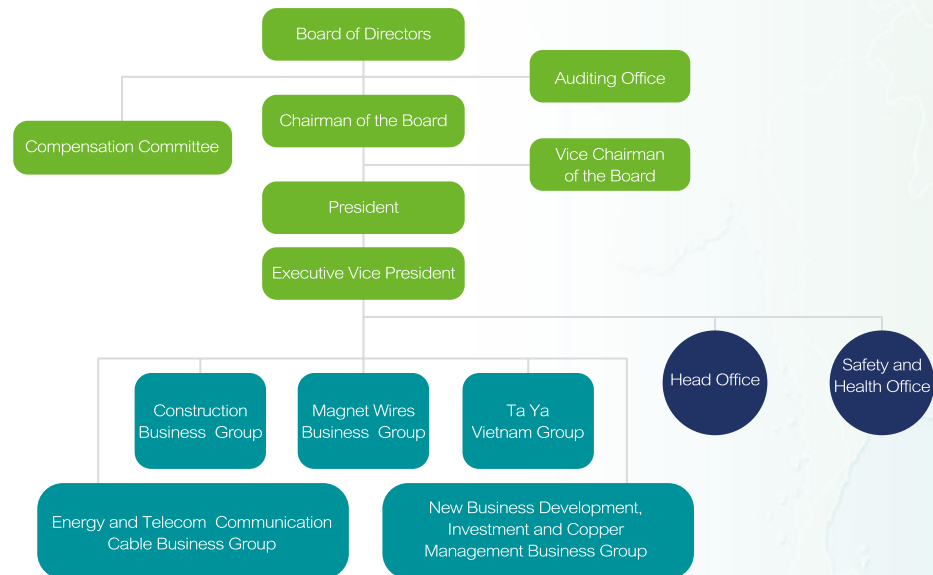 Board of Directors
Auditing Office
Chairman of the Board
Compensation Committee
Vice Chairman
of the Board
President
Executive Vice President
Head Office
Safety and
Health Office
Construction
Business Group
Magnet Wires
Business Group
Ta Ya
Vietnam Group
Energy and Telecom Communication
Cable Business Group
New Business Development,
Investment and Copper
Management Business Group